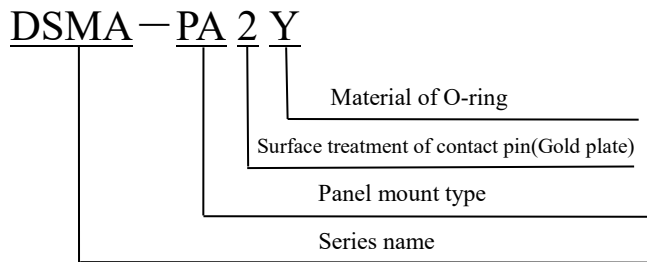 DSMA－PA 2 Y
Material of O-ring
Surface treatment of contact pin(Gold plate)
Panel mount type
Series name